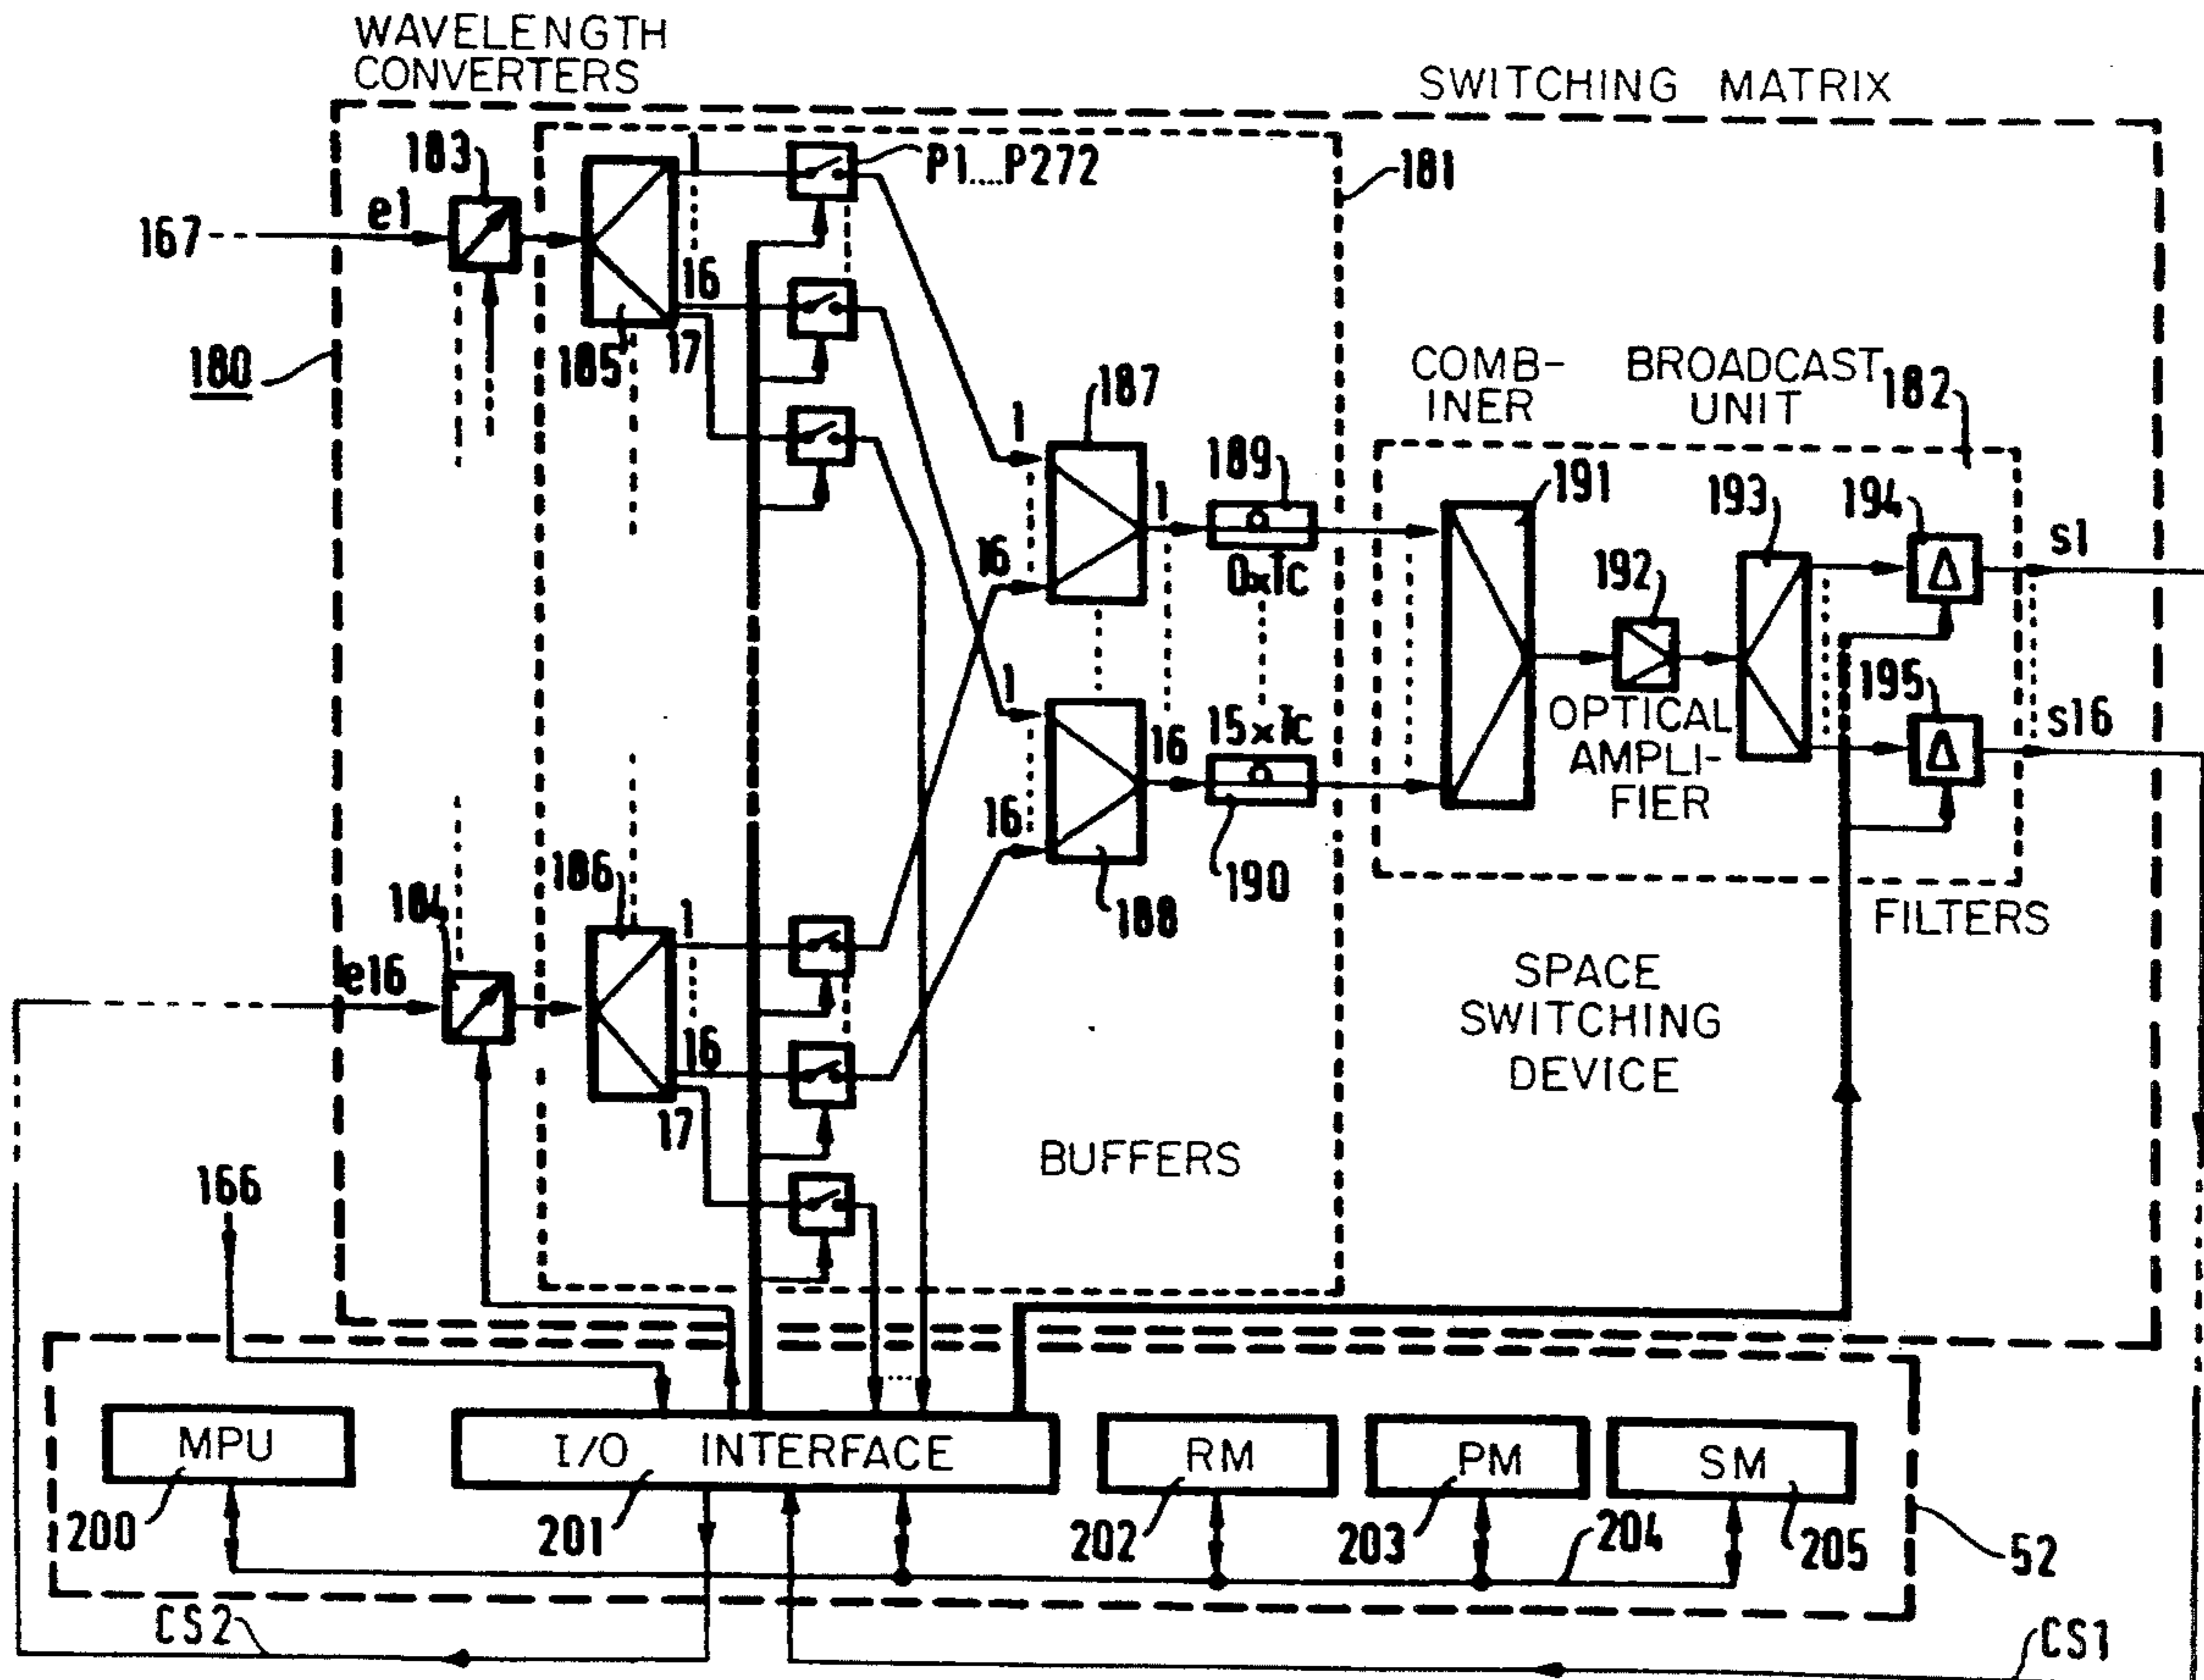 WAVELENGTH
CONVERTERS
SWITCHING MATRIX
183
1
P1....P272
181
167
e1
16
185
17
180
187
COMB-
INER
BROADCAST
UNIT
182
1
189
191
193
194
s1
1
16
0xTc
192
1
195
OPTICAL
AMPLI-
FIER
15xTc
16
s16
16
190
188
186
184
1
FILTERS
e16
SPACE
SWITCHING
DEVICE
16
17
BUFFERS
166
MPU
I/O INTERFACE
RM
PM
SM
200
201
202
203
204
205
52
CS2
CS1